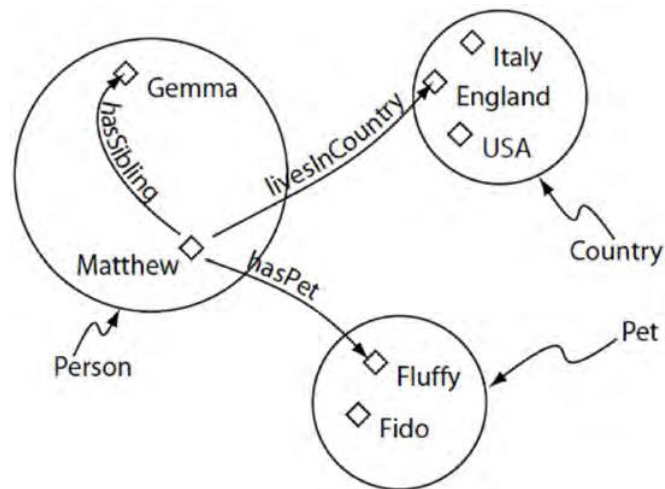 Gemma
hasSibling
Matthew
Person
livesInCountry
Italy
England
USA
Country
hasPet
Fluffy
Fido
Pet